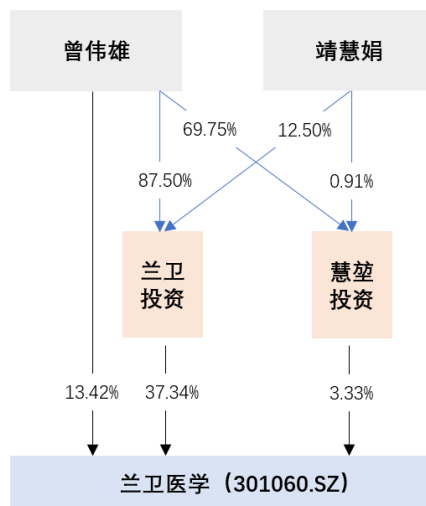 曾伟雄
靖慧娟
69.75%
12.50%
87.50%
0.91%
兰卫
投资
慧堃
投资
13.42%
37.34%
3.33%
兰卫医学（301060.SZ）